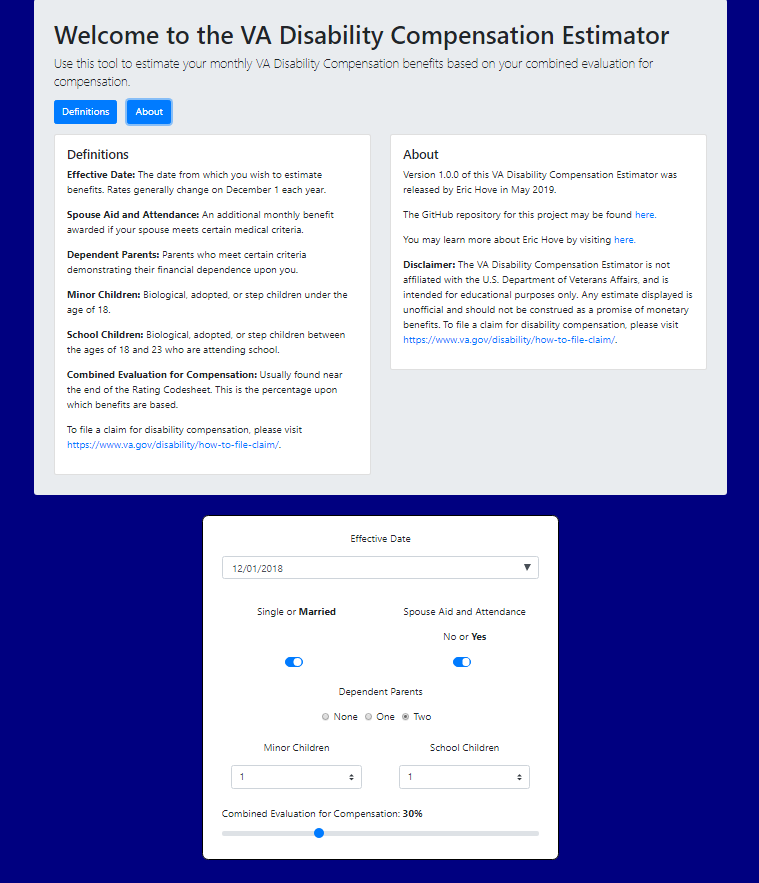 Welcome to the VA Disability Compensation Estimator
Use this tool to estimate your monthly VA Disability Compensation benefits based on your combined evaluation for
compensation.
Definitions
About
Definitions
Effective Date: The date from which you wish to estimate
benefits. Rates generally change on December 1 each year.
Spouse Aid and Attendance: An additional monthly benefit
awarded if your spouse meets certain medical criteria.
Dependent Parents: Parents who meet certain criteria
demonstrating their financial dependence upon you.
Minor Children: Biological, adopted, or step children under the
age of 18.
School Children: Biological, adopted, or step children between
the ages of 18 and 23 who are attending school.
Combined Evaluation for Compensation: Usually found near
the end of the Rating Codesheet. This is the percentage upon
which benefits are based.
To file a claim for disability compensation, please visit
https://www.va.gov/disability/how-to-file-claim/.
About
Version 1.0.0 of this VA Disability Compensation Estimator was
released by Eric Hove in May 2019.
The GitHub repository for this project may be found here.
You may learn more about Eric Hove by visiting here.
Disclaimer: The VA Disability Compensation Estimator is not
affiliated with the U.S. Department of Veterans Affairs, and is
intended for educational purposes only. Any estimate displayed is
unofficial and should not be construed as a promise of monetary
benefits. To file a claim for disability compensation, please visit
https://www.va.gov/disability/how-to-file-claim/.
Effective Date
12/01/2018
Single or Married
Spouse Aid and Attendance
No or Yes
Dependent Parents
None One Two
Minor Children
School Children
1
1
Combined Evaluation for Compensation: 30%